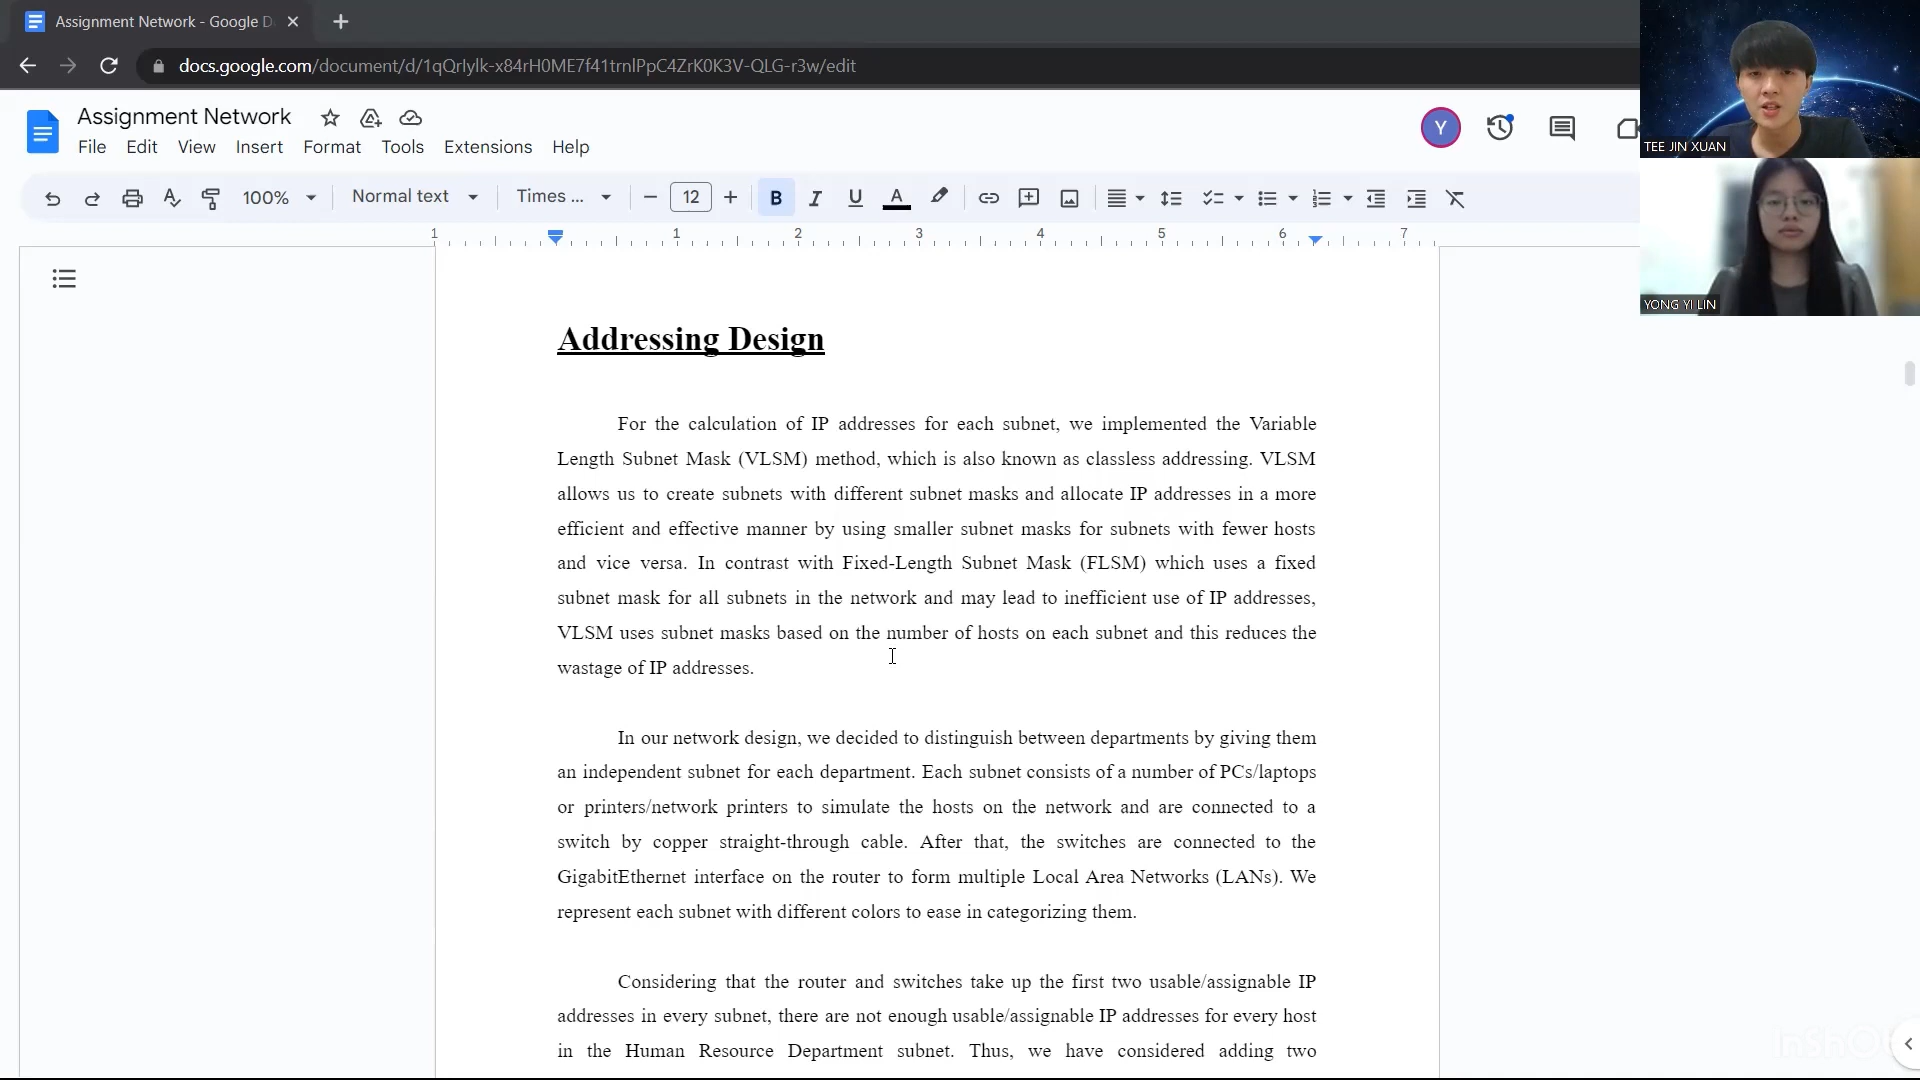 Assignment Network - Google D
docs.google.com/document/d/1qQrIylk-x84rH0ME7f41trnlPpC4ZrK0K3V-QLG-r3w/edit
TEE JIN XUAN
YONG YI LIN
Assignment Network
Y
File Edit View Insert Format Tools Extensions Help
100% Normal text Times ... 12 B I U A
1 1 2 3 4 5 6 7
Addressing Design
For the calculation of IP addresses for each subnet, we implemented the Variable
Length Subnet Mask (VLSM) method, which is also known as classless addressing. VLSM
allows us to create subnets with different subnet masks and allocate IP addresses in a more
efficient and effective manner by using smaller subnet masks for subnets with fewer hosts
and vice versa. In contrast with Fixed-Length Subnet Mask (FLSM) which uses a fixed
subnet mask for all subnets in the network and may lead to inefficient use of IP addresses,
VLSM uses subnet masks based on the number of hosts on each subnet and this reduces the
wastage of IP addresses.
In our network design, we decided to distinguish between departments by giving them
an independent subnet for each department. Each subnet consists of a number of PCs/laptops
or printers/network printers to simulate the hosts on the network and are connected to a
switch by copper straight-through cable. After that, the switches are connected to the
GigabitEthernet interface on the router to form multiple Local Area Networks (LANs). We
represent each subnet with different colors to ease in categorizing them.
Considering that the router and switches take up the first two usable/assignable IP
addresses in every subnet, there are not enough usable/assignable IP addresses for every host
in the Human Resource Department subnet. Thus, we have considered adding two